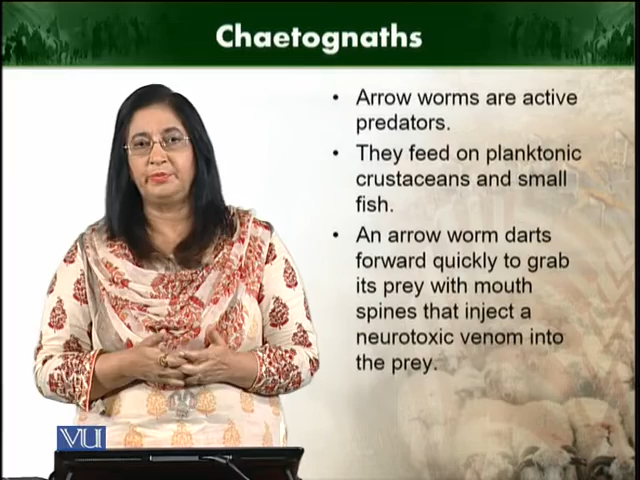 Chaetognaths
• Arrow worms are active
predators.
• They feed on planktonic
crustaceans and small
fish.
• An arrow worm darts
forward quickly to grab
its prey with mouth
spines that inject a
neurotoxic venom into
the prey.
VU